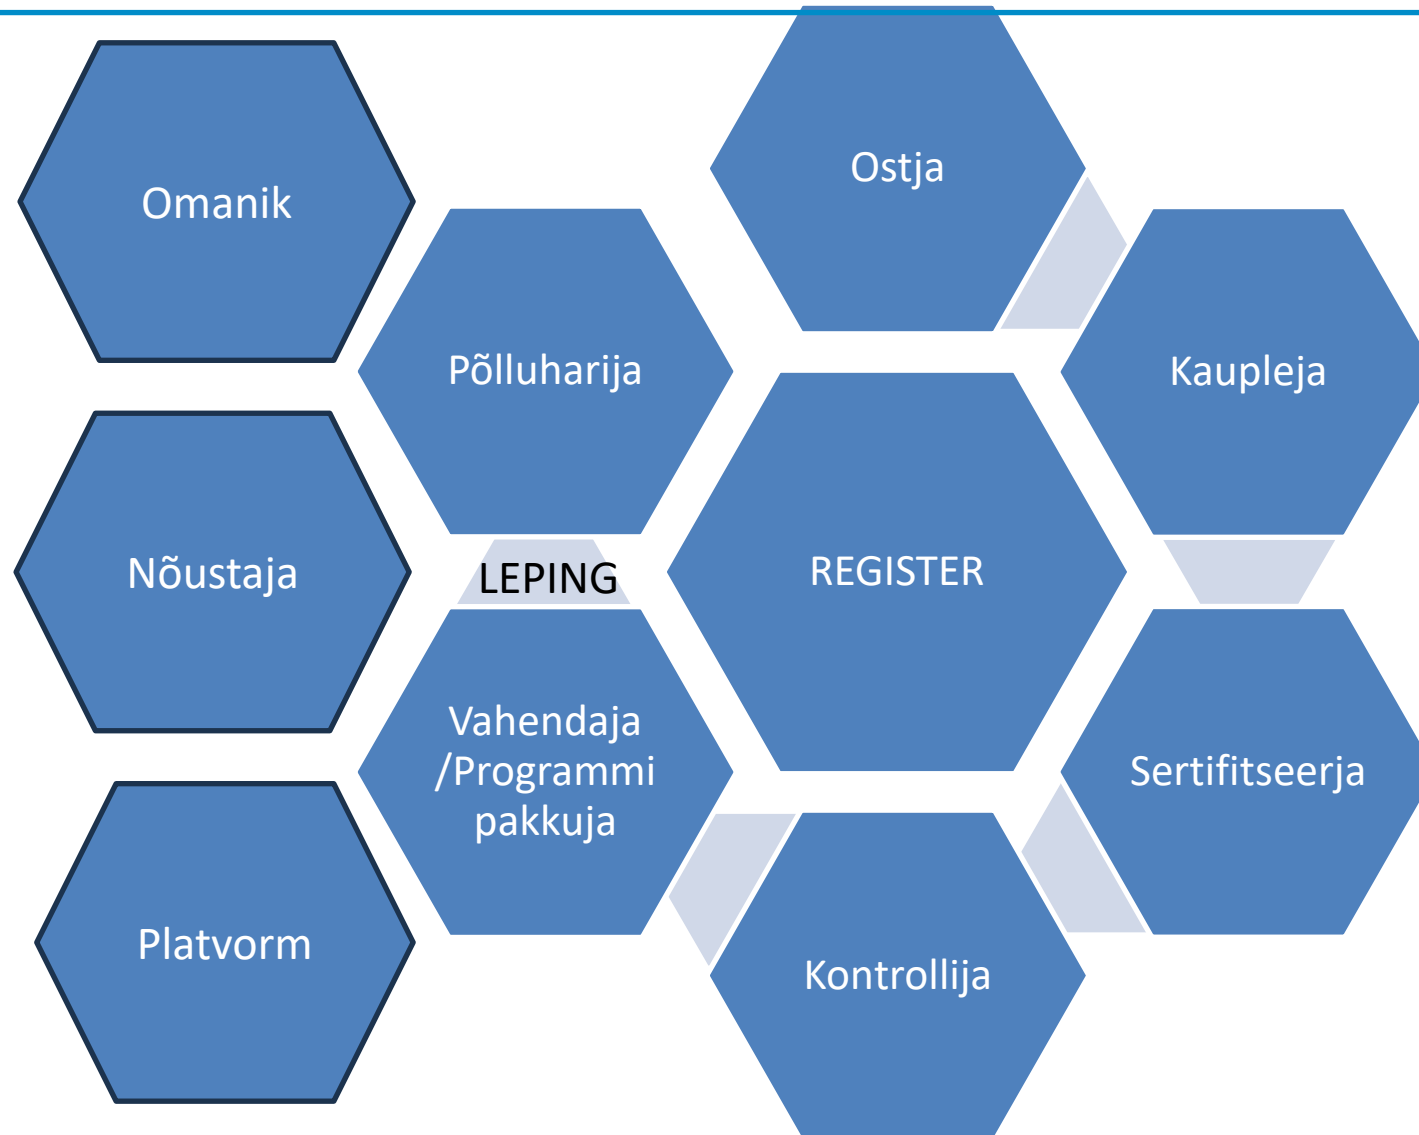 Omanik
Nõustaja
Platvorm
Põlluharija
LEPING
Vahendaja
/Programmi
pakkuja
Ostja
REGISTER
Kontrollija
Kaupleja
Sertifitseerja